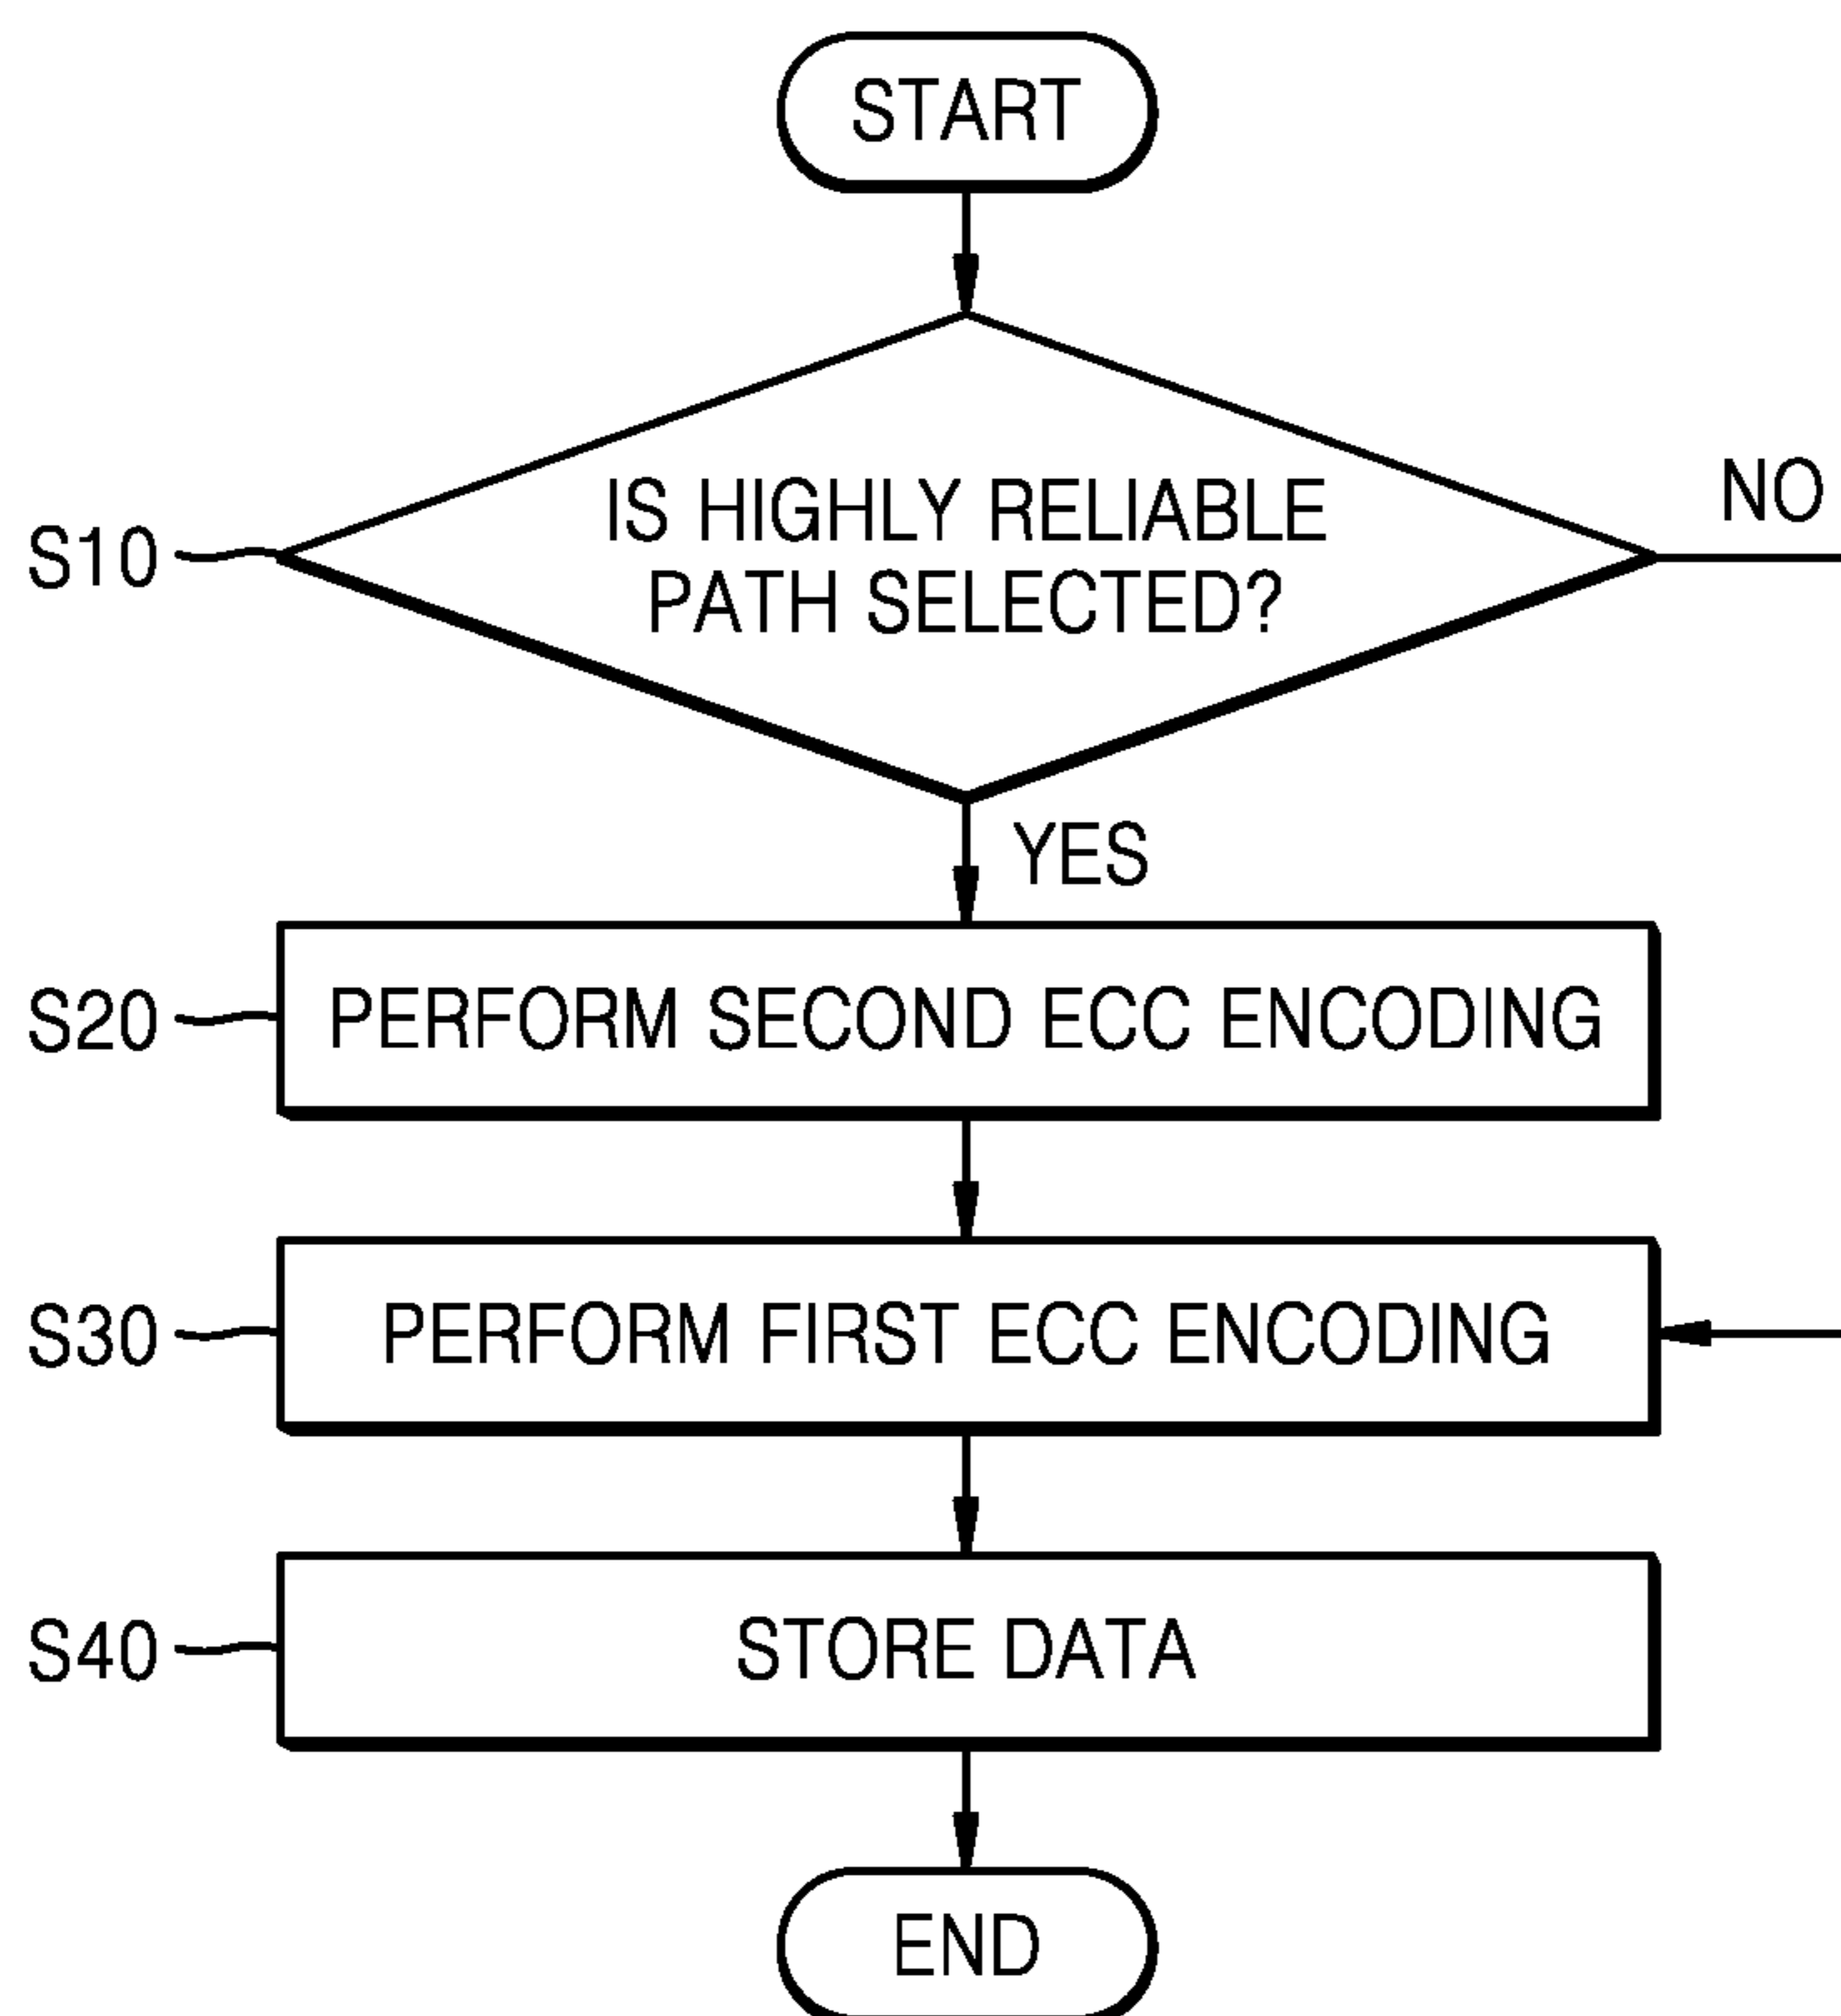 START
IS HIGHLY RELIABLE
PATH SELECTED?
NO
S10
YES
S20
PERFORM SECOND ECC ENCODING
S30
PERFORM FIRST ECC ENCODING
S40
STORE DATA
END